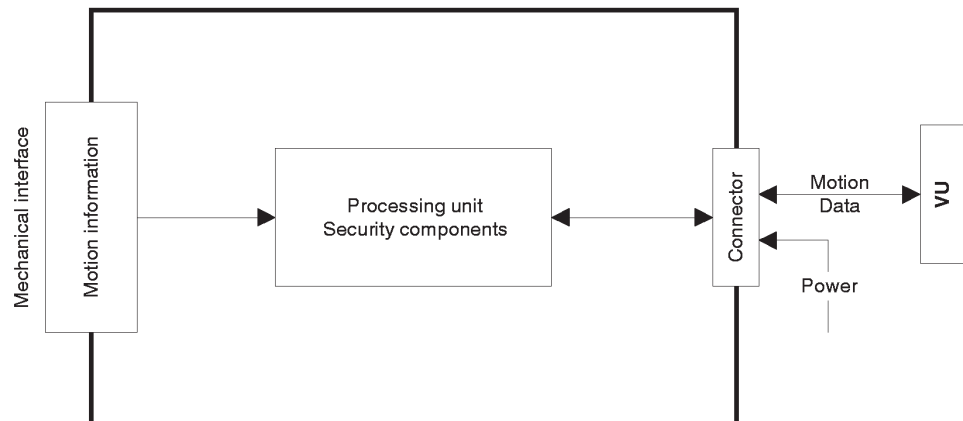 Mechanical interface
Motion information
Processing unit
Security components
Connector
Motion
Data
Power
VU